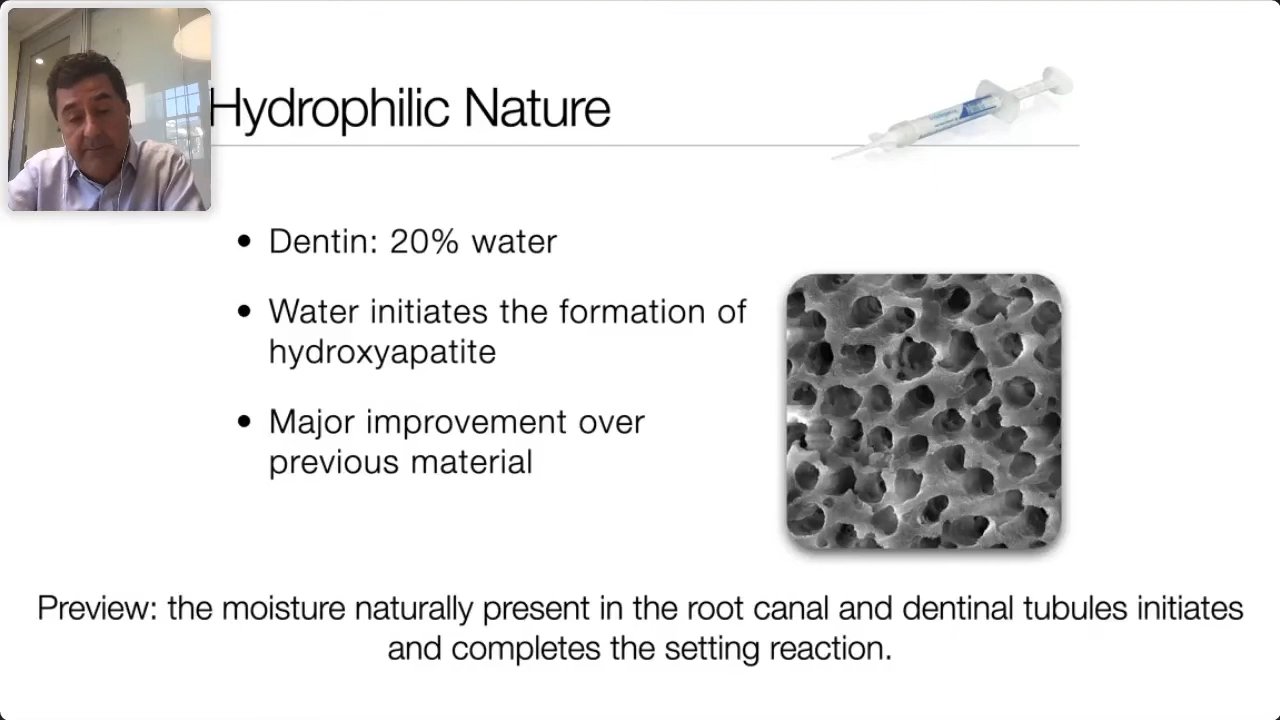 Hydrophilic Nature
• Dentin: 20% water
• Water initiates the formation of
hydroxyapatite
• Major improvement over
previous material
Preview: the moisture naturally present in the root canal and dentinal tubules initiates
and completes the setting reaction.